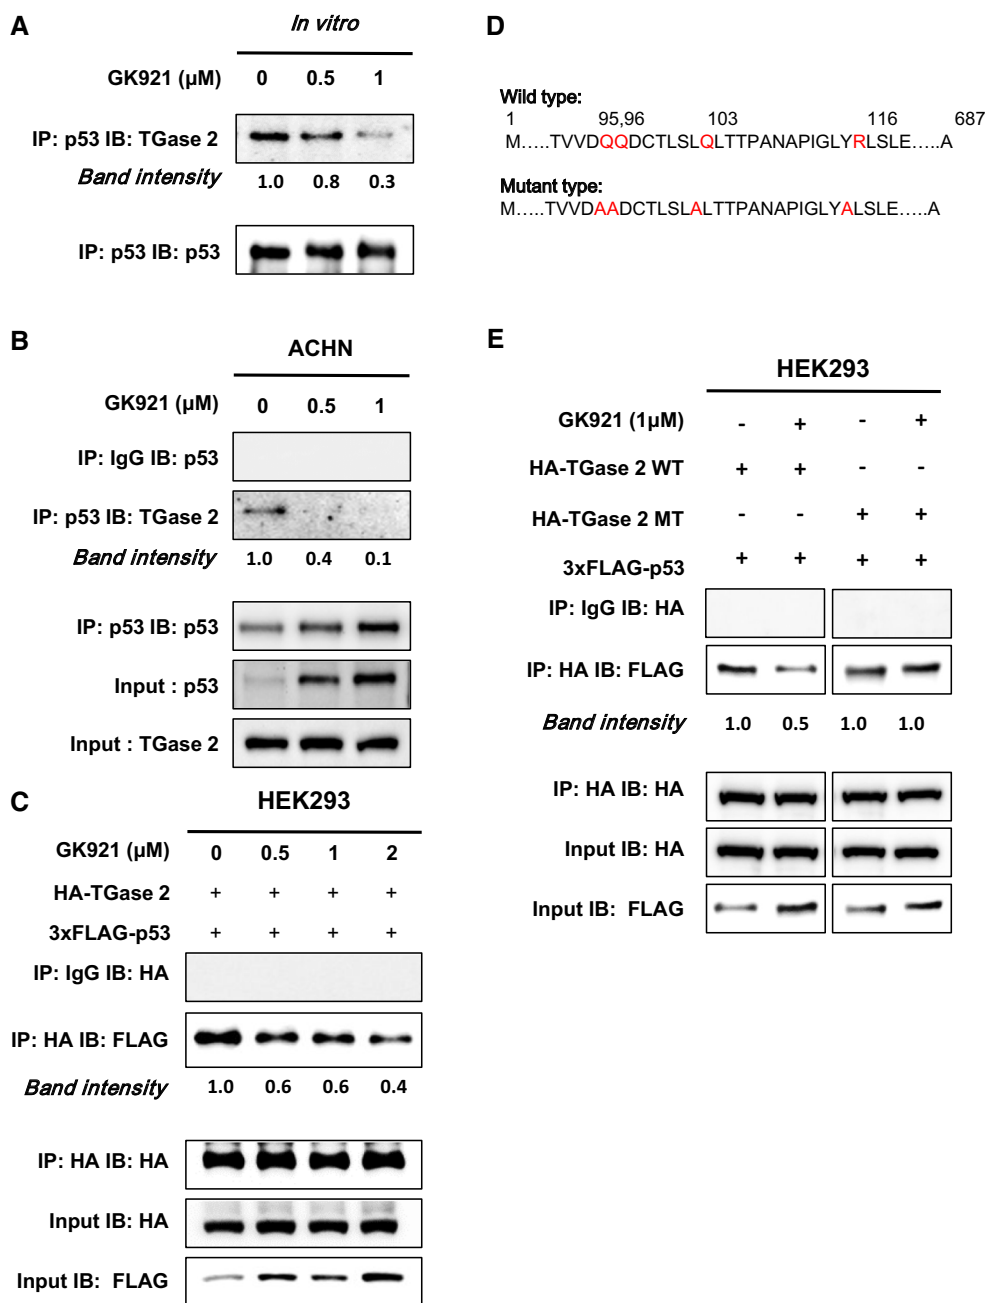 A
In vitro
GK921 (µM) 0 0.5 1
IP: p53 IB: TGase 2
Band intensity 1.0 0.8 0.3
IP: p53 IB: p53
B
ACHN
GK921 (µM) 0 0.5 1
IP: IgG IB: p53
IP: p53 IB: TGase 2
Band intensity 1.0 0.4 0.1
IP: p53 IB: p53
Input : p53
Input : TGase 2
C
HEK293
GK921 (µM) 0 0.5 1 2
HA-TGase 2 + + + +
3xFLAG-p53 + + + +
IP: IgG IB: HA
IP: HA IB: FLAG
Band intensity 1.0 0.6 0.6 0.4
IP: HA IB: HA
Input IB: HA
Input IB: FLAG
D
Wild type:
1 95,96 103 116 687
M.....TVVDQQDCTLSLQLTTPANAPIGLYRLSLE.....A
Mutant type:
M.....TVVDAADCTLSLALTTPANAPIGLYALSLE.....A
E
HEK293
GK921 (1µM) - + - +
HA-TGase 2 WT + + - -
HA-TGase 2 MT - - + +
3xFLAG-p53 + + + +
IP: IgG IB: HA
IP: HA IB: FLAG
Band intensity 1.0 0.5 1.0 1.0
IP: HA IB: HA
Input IB: HA
Input IB: FLAG